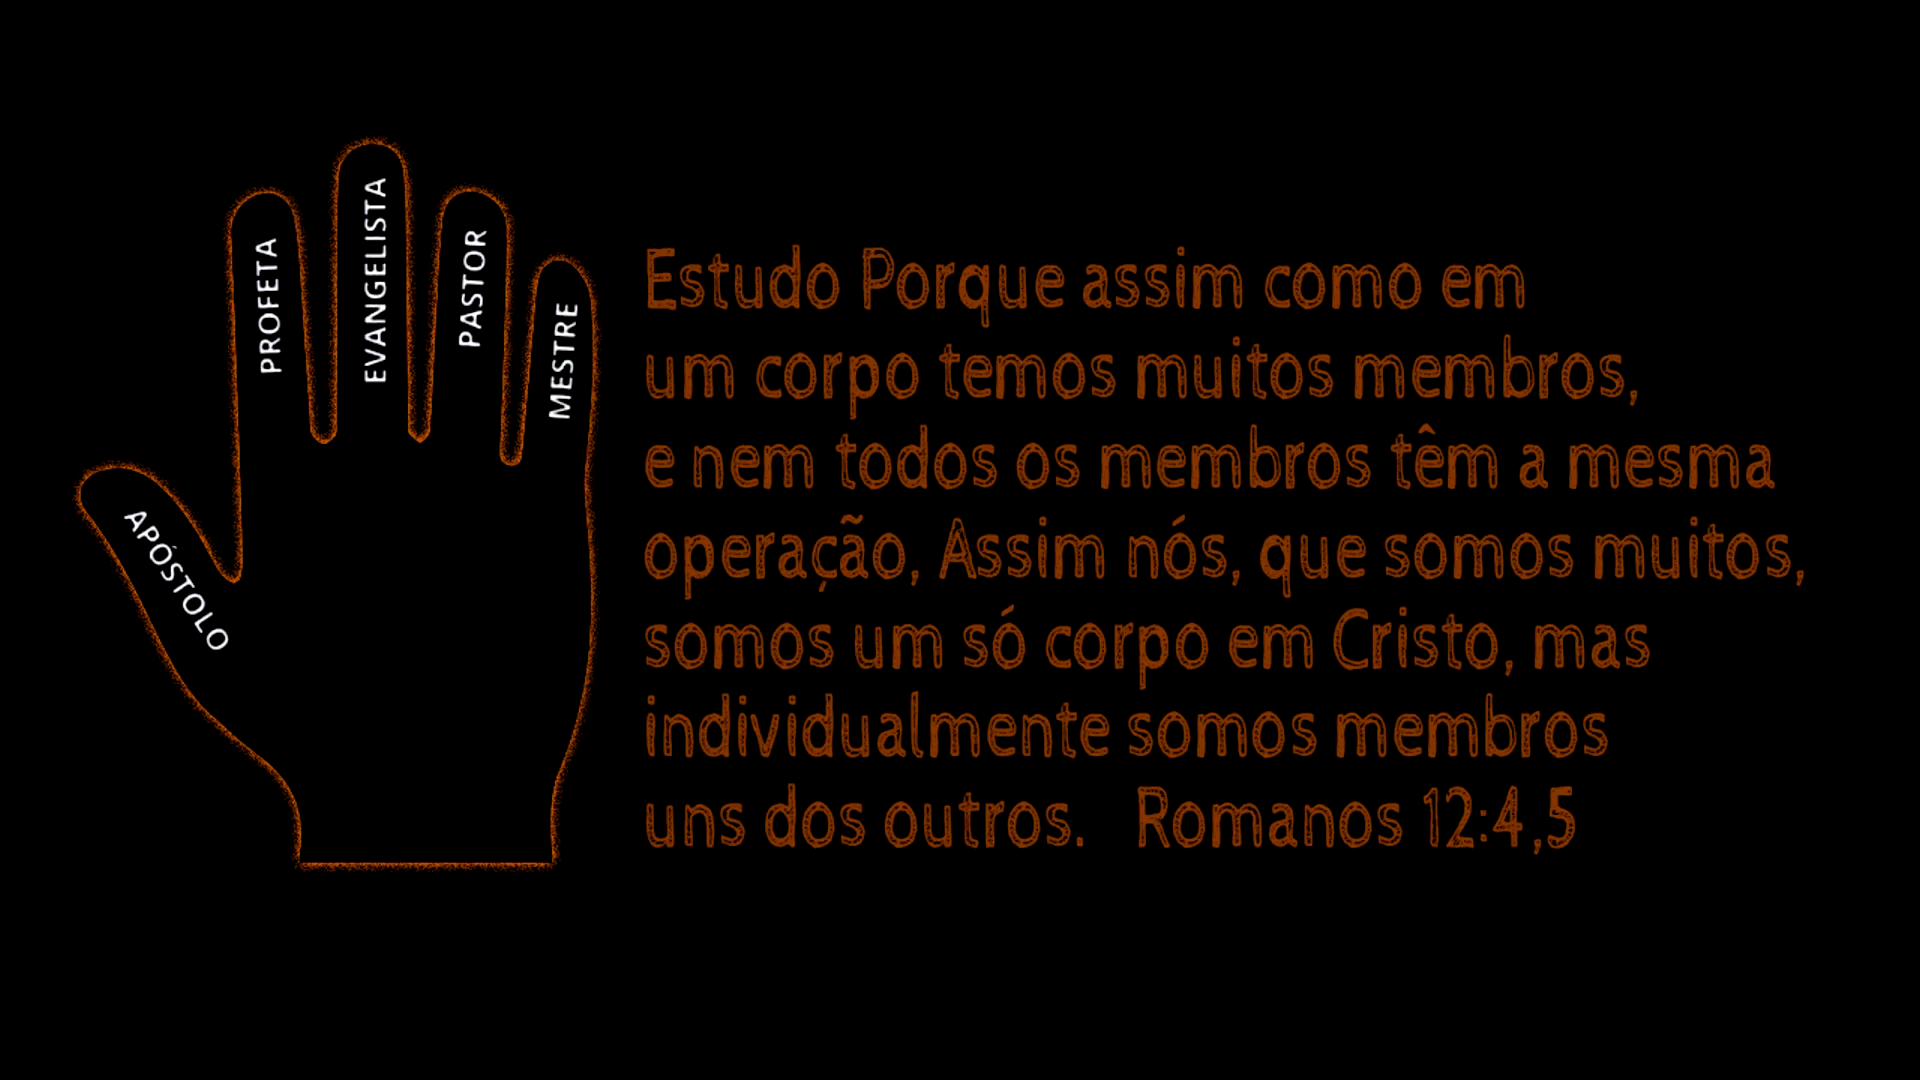 APÓSTOLO
PROFETA
EVANGELISTA
PASTOR
MESTRE
Estudo Porque assim como em
um corpo temos muitos membros,
e nem todos os membros têm a mesma
operação, Assim nós, que somos muitos,
somos um só corpo em Cristo, mas
individualmente somos membros
uns dos outros. Romanos 12:4,5